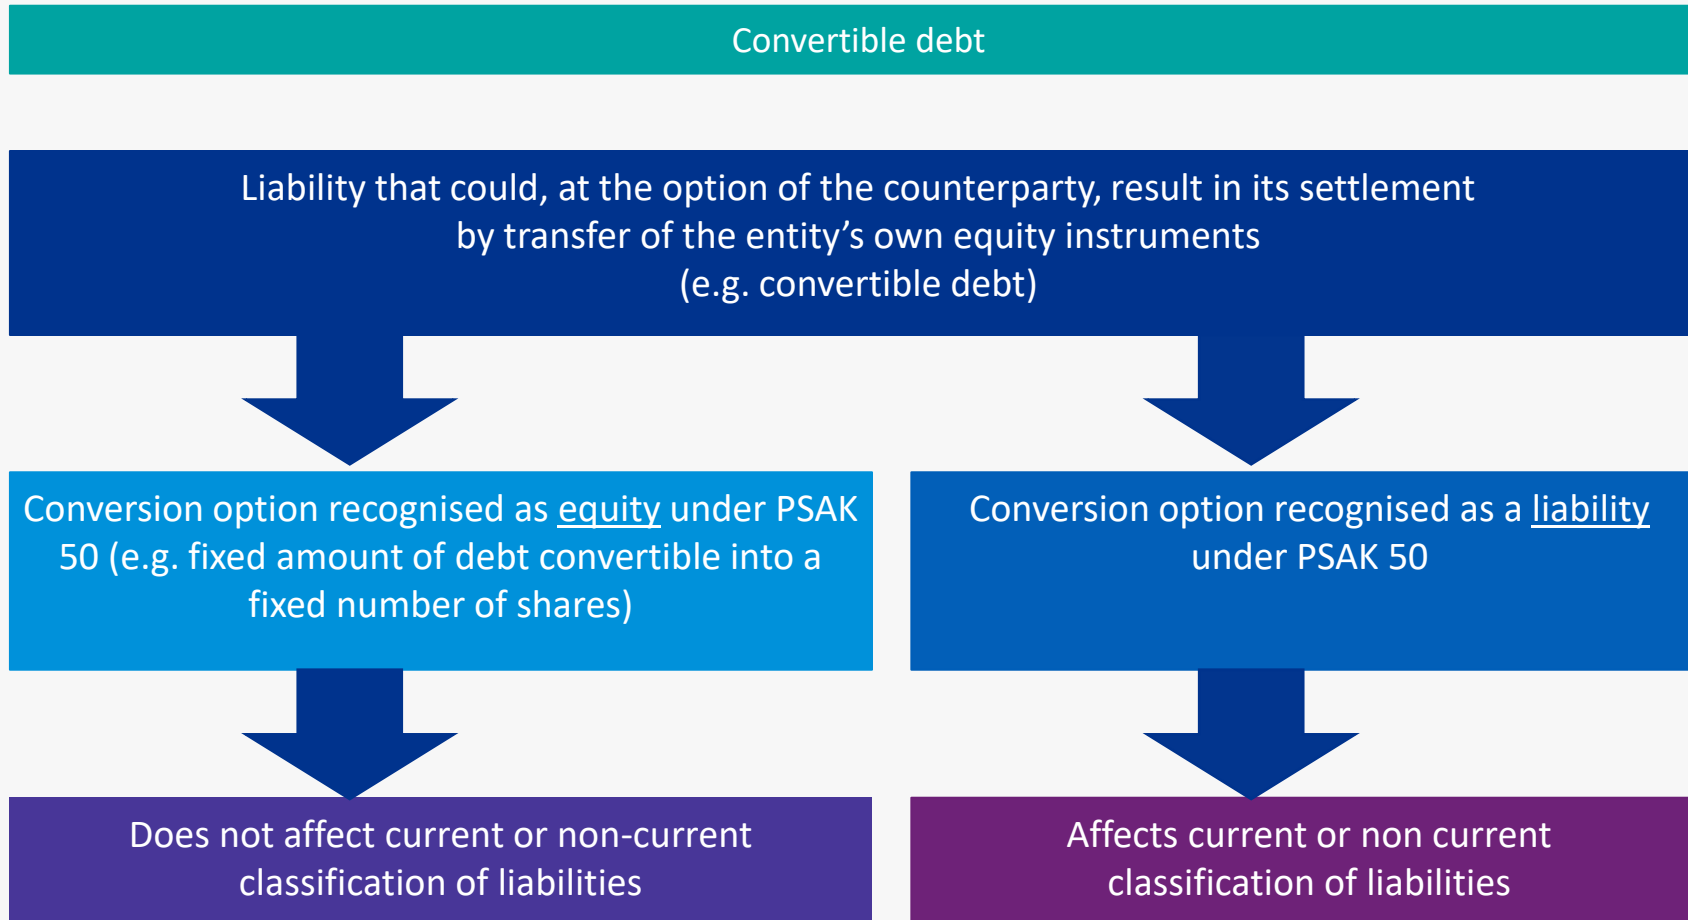 Convertible debt
Liability that could, at the option of the counterparty, result in its settlement
by transfer of the entity's own equity instruments
(e.g. convertible debt)
Conversion option recognised as equity under PSAK
50 (e.g. fixed amount of debt convertible into a
fixed number of shares)
Conversion option recognised as a liability
under PSAK 50
Does not affect current or non-current
classification of liabilities
Affects current or non current
classification of liabilities